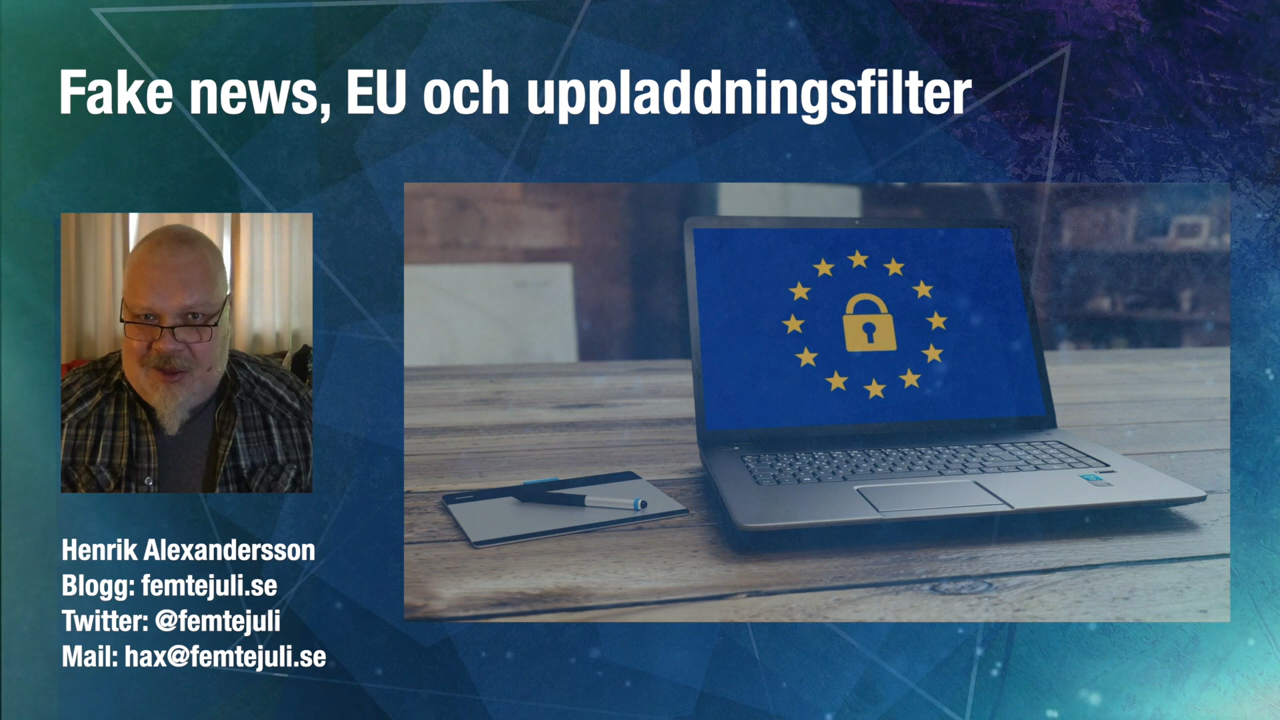 Fake news, EU och uppladdningsfilter
Henrik Alexandersson
Blogg: femtejuli.se
Twitter: @femtejuli
Mail: hax@femtejuli.se